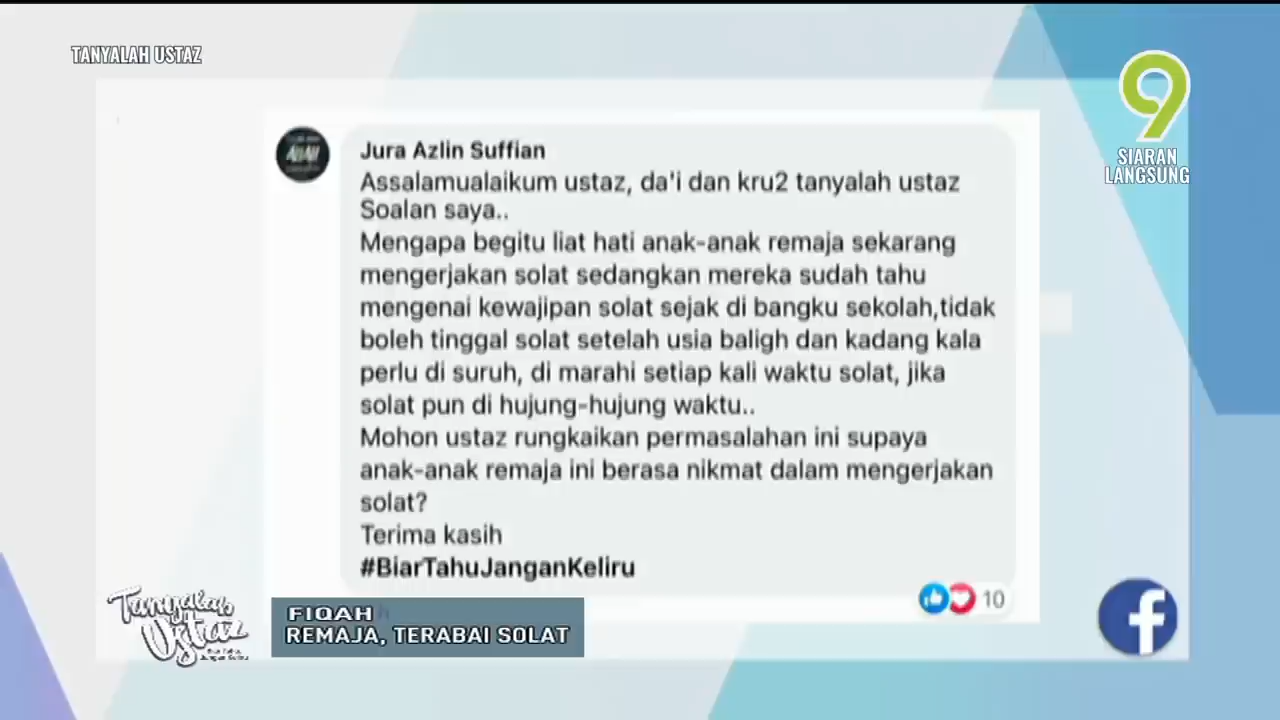 TANYALAH USTAZ
9
SIARAN
LANGSUNG
Jura Azlin Suffian
Assalamualaikum ustaz, da'i dan kru2 tanyalah ustaz
Soalan saya..
Mengapa begitu liat hati anak-anak remaja sekarang
mengerjakan solat sedangkan mereka sudah tahu
mengenai kewajipan solat sejak di bangku sekolah,tidak
boleh tinggal solat setelah usia baligh dan kadang kala
perlu di suruh, di marahi setiap kali waktu solat, jika
solat pun di hujung-hujung waktu..
Mohon ustaz rungkaikan permasalahan ini supaya
anak-anak remaja ini berasa nikmat dalam mengerjakan
solat?
Terima kasih
#BiarTahuJanganKeliru
10
Tanyalah
Ustaz
FIQAH
REMAJA, TERABAI SOLAT
f